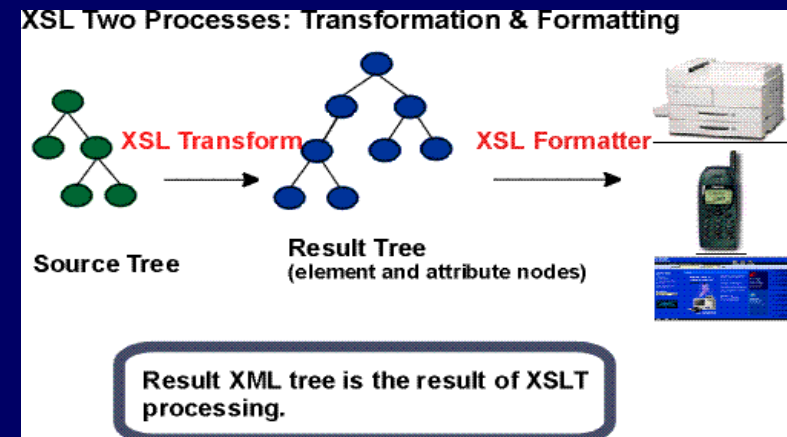 XSL Two Processes: Transformation & Formatting
XSL Transform
XSL Formatter
Source Tree
Result Tree
(element and attribute nodes)
Result XML tree is the result of XSLT
processing.